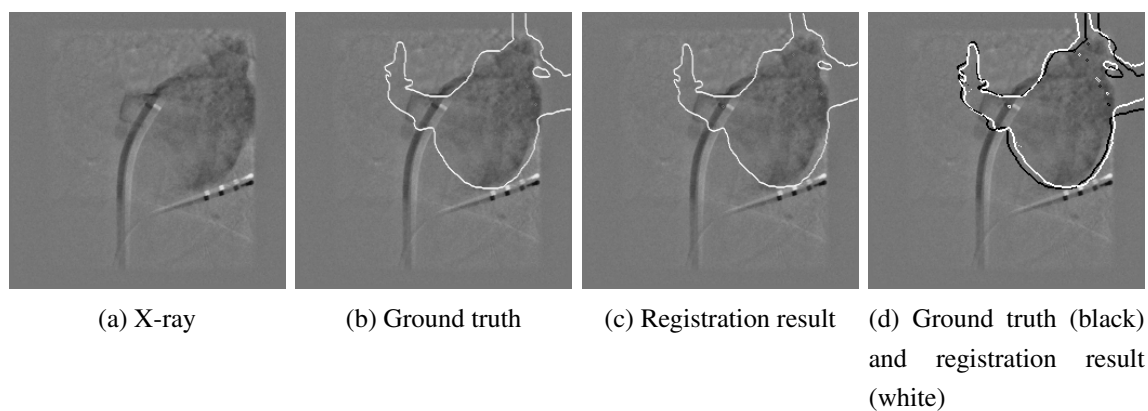 (a) X-ray
(b) Ground truth
(c) Registration result
(d) Ground truth (black)
and registration result
(white)